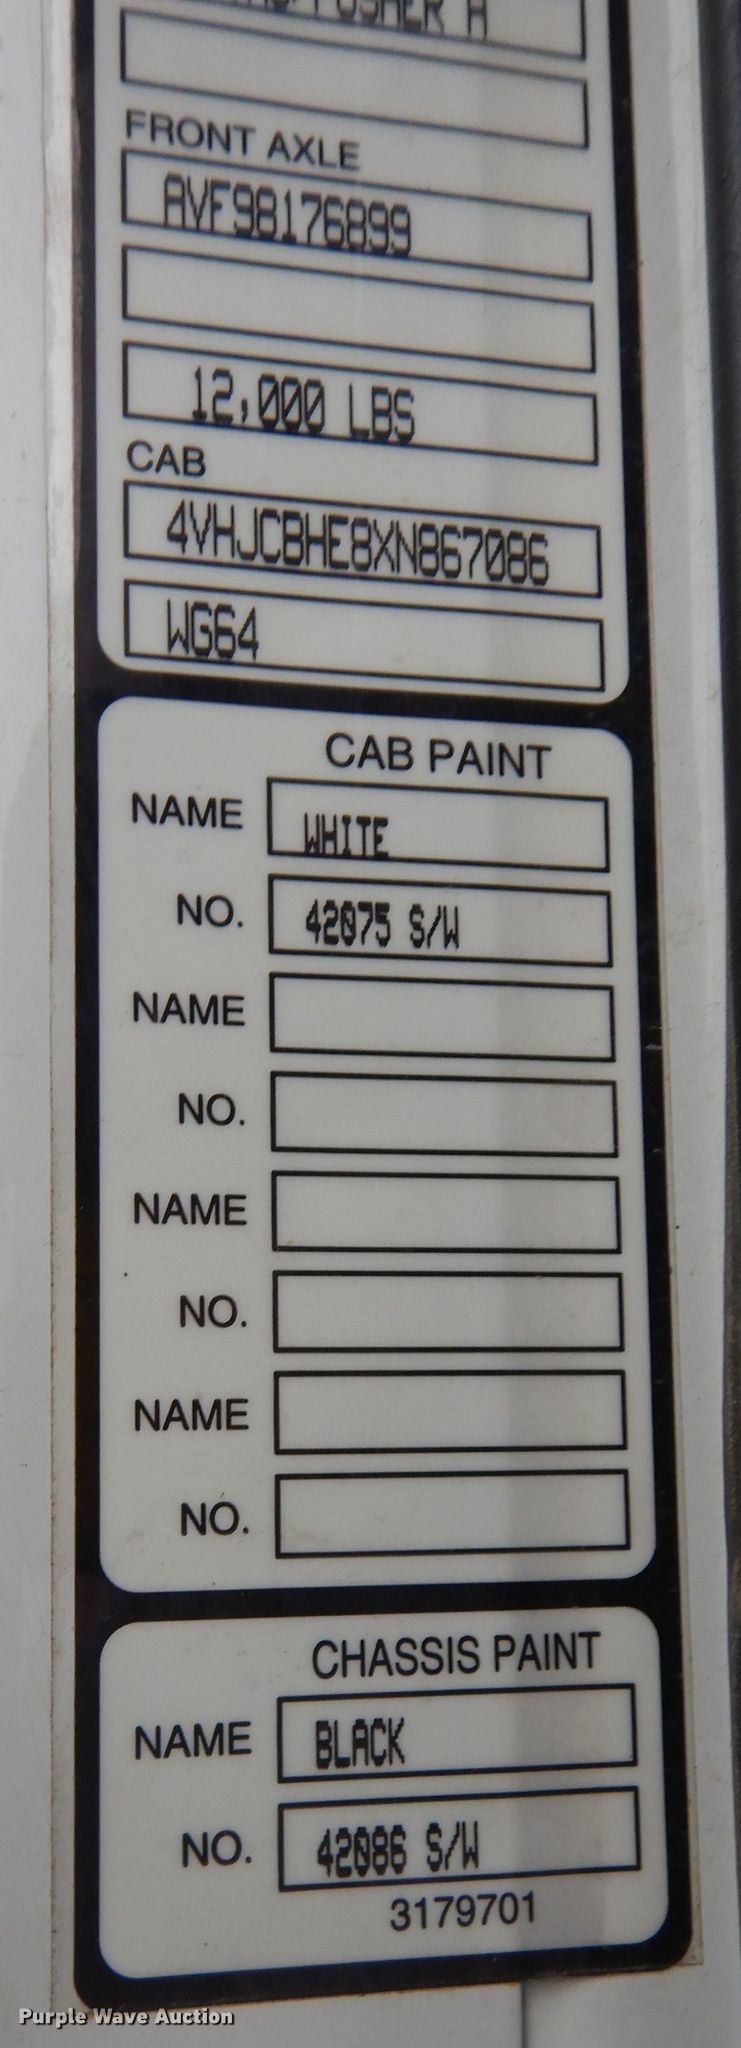 FRONT AXLE
AVF98176899
12,000 LBS
CAB
4VHJCBHE8XN867086
WG64
CAB PAINT
NAME WHITE
NO. 42075 S/W
NAME
NO.
NAME
NO.
NAME
NO.
CHASSIS PAINT
NAME BLACK
NO. 42086 S/W
3179701
Purple Wave Auction